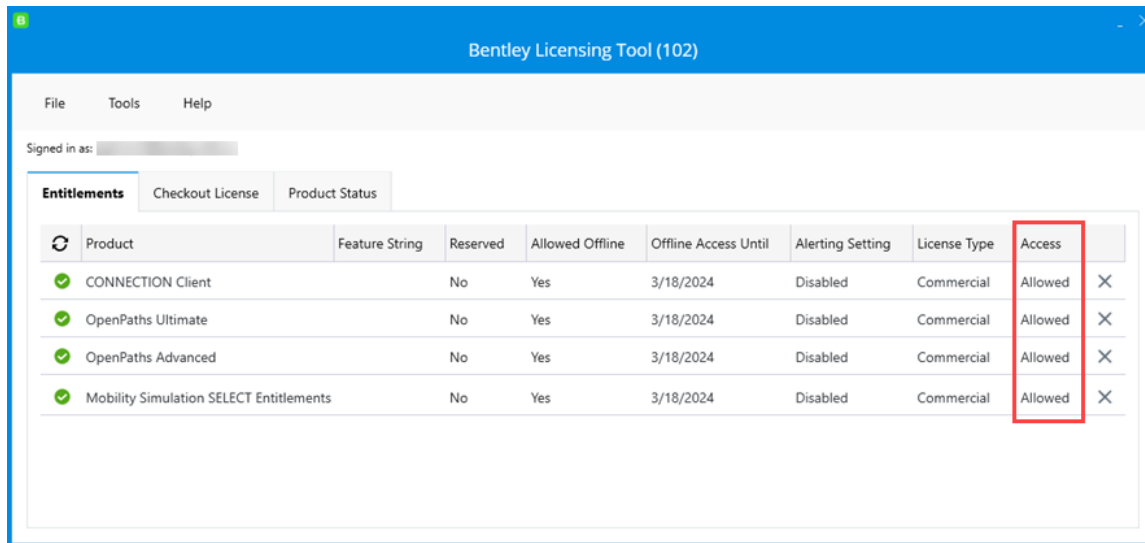 B
Bentley Licensing Tool (102)
File Tools Help
Signed in as:
Entitlements Checkout License Product Status
Product Feature String Reserved Allowed Offline Offline Access Until Alerting Setting License Type Access
CONNECTION Client No Yes 3/18/2024 Disabled Commercial Allowed
OpenPaths Ultimate No Yes 3/18/2024 Disabled Commercial Allowed
OpenPaths Advanced No Yes 3/18/2024 Disabled Commercial Allowed
Mobility Simulation SELECT Entitlements No Yes 3/18/2024 Disabled Commercial Allowed